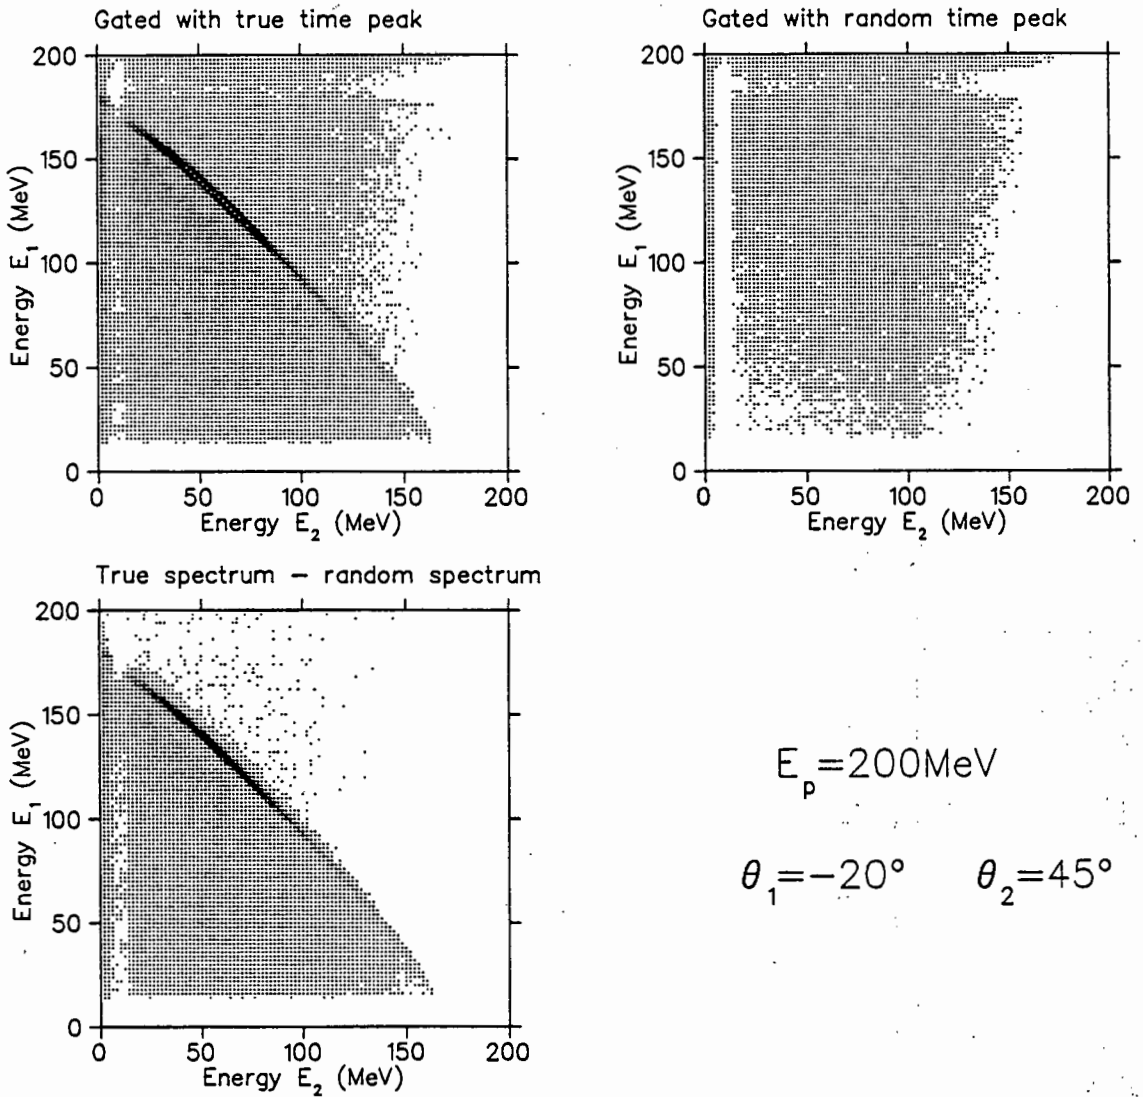 Gated with true time peak
Gated with random time peak
200
150
100
50
0
Energy E₁ (MeV)
0 50 100 150 200
Energy E₂ (MeV)
200
150
100
50
0
Energy E₁ (MeV)
0 50 100 150 200
Energy E₂ (MeV)
True spectrum – random spectrum
200
150
100
50
0
Energy E₁ (MeV)
0 50 100 150 200
Energy E₂ (MeV)
Eₚ=200MeV
θ₁=−20° θ₂=45°